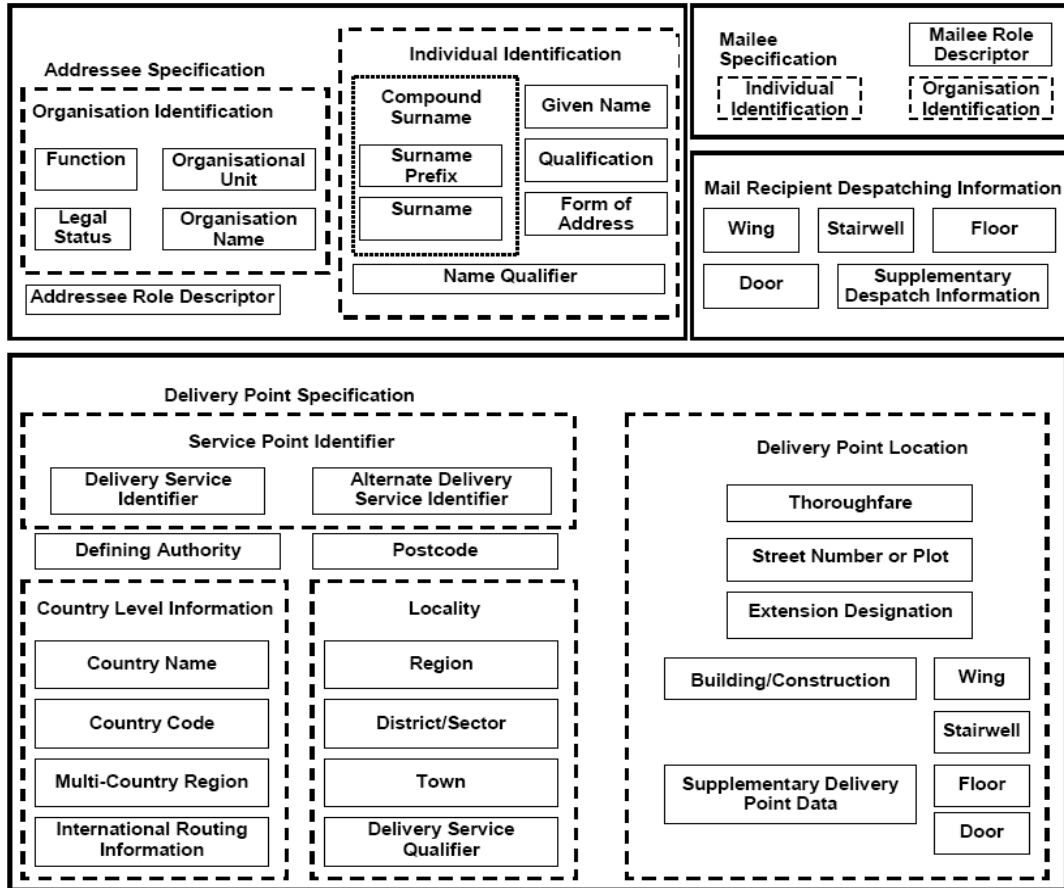 Addressee Specification
Organisation Identification
Function
Organisational
Unit
Legal
Status
Organisation
Name
Addressee Role Descriptor
Individual Identification
Compound
Surname
Surname
Prefix
Surname
Given Name
Qualification
Form of
Address
Name Qualifier
Mailee
Specification
Mailee Role
Descriptor
Individual
Identification
Organisation
Identification
Mail Recipient Despatching Information
Wing
Stairwell
Floor
Door
Supplementary
Despatch Information
Delivery Point Specification
Service Point Identifier
Delivery Service
Identifier
Alternate Delivery
Service Identifier
Defining Authority
Postcode
Country Level Information
Country Name
Country Code
Multi-Country Region
International Routing
Information
Locality
Region
District/Sector
Town
Delivery Service
Qualifier
Delivery Point Location
Thoroughfare
Street Number or Plot
Extension Designation
Building/Construction
Wing
Stairwell
Supplementary Delivery
Point Data
Floor
Door